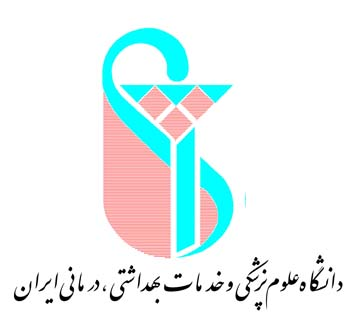 دانشگاه علوم پزشکی و خدمات بهداشتی ، درمانی ایران